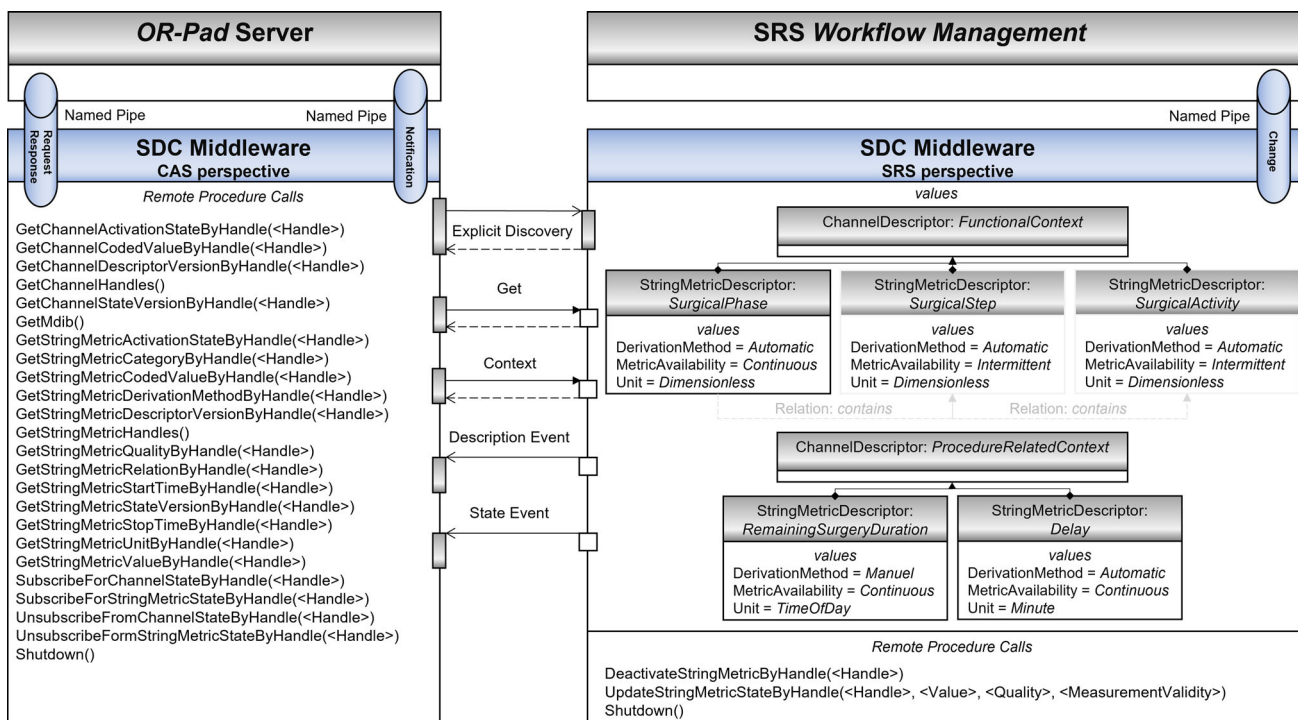 OR-Pad Server
Named Pipe
Named Pipe
Request
Response
Notification
SDC Middleware
CAS perspective
Remote Procedure Calls
GetChannelActivationStateByHandle(<Handle>)
GetChannelCodedValueByHandle(<Handle>)
GetChannelDescriptorVersionByHandle(<Handle>)
GetChannelHandles()
GetChannelStateVersionByHandle(<Handle>)
GetMdib()
GetStringMetricActivationStateByHandle(<Handle>)
GetStringMetricCategoryByHandle(<Handle>)
GetStringMetricCodedValueByHandle(<Handle>)
GetStringMetricDerivationMethodByHandle(<Handle>)
GetStringMetricDescriptorVersionByHandle(<Handle>)
GetStringMetricHandles()
GetStringMetricQualityByHandle(<Handle>)
GetStringMetricRelationByHandle(<Handle>)
GetStringMetricStartTimeByHandle(<Handle>)
GetStringMetricStateVersionByHandle(<Handle>)
GetStringMetricStopTimeByHandle(<Handle>)
GetStringMetricUnitByHandle(<Handle>)
GetStringMetricValueByHandle(<Handle>)
SubscribeForChannelStateByHandle(<Handle>)
SubscribeForStringMetricStateByHandle(<Handle>)
UnsubscribeFromChannelStateByHandle(<Handle>)
UnsubscribeFormStringMetricStateByHandle(<Handle>)
Shutdown()
Explicit Discovery
Get
Context
Description Event
State Event
SRS Workflow Management
Named Pipe
Change
SDC Middleware
SRS perspective
values
ChannelDescriptor: FunctionalContext
StringMetricDescriptor:
SurgicalPhase
values
DerivationMethod = Automatic
MetricAvailability = Continuous
Unit = Dimensionless
StringMetricDescriptor:
SurgicalStep
values
DerivationMethod = Automatic
MetricAvailability = Intermittent
Unit = Dimensionless
StringMetricDescriptor:
SurgicalActivity
values
DerivationMethod = Automatic
MetricAvailability = Intermittent
Unit = Dimensionless
Relation: contains
Relation: contains
ChannelDescriptor: ProcedureRelatedContext
StringMetricDescriptor:
RemainingSurgeryDuration
values
DerivationMethod = Manuel
MetricAvailability = Continuous
Unit = TimeOfDay
StringMetricDescriptor:
Delay
values
DerivationMethod = Automatic
MetricAvailability = Continuous
Unit = Minute
Remote Procedure Calls
DeactivateStringMetricByHandle(<Handle>)
UpdateStringMetricStateByHandle(<Handle>, <Value>, <Quality>, <MeasurementValidity>)
Shutdown()